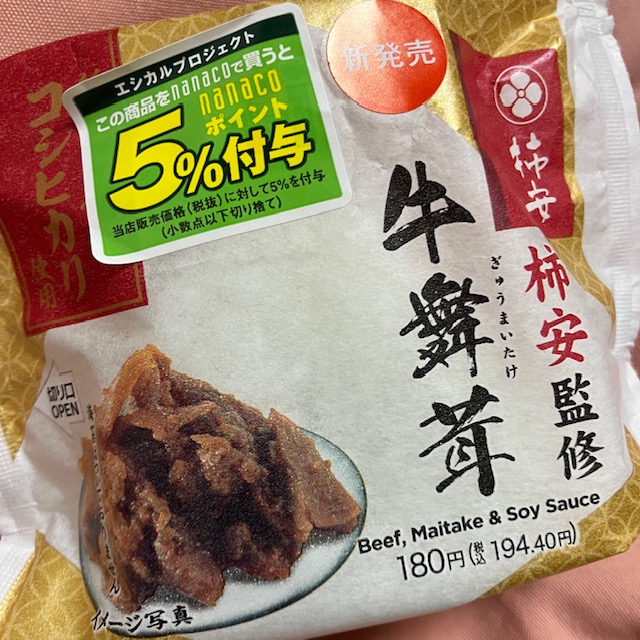 エシカルプロジェクト
この商品をnanacoで買うと
nanaco
ポイント
5%付与
当店販売価格(税抜)に対して5%を付与
(小数点以下切り捨て)
新発売
コシヒカリ
使用
柿安
柿安監修
牛舞茸
ぎゅうまいたけ
切り口
OPEN
Beef, Maitake & Soy Sauce
180円(税込 194.40円)
イメージ写真